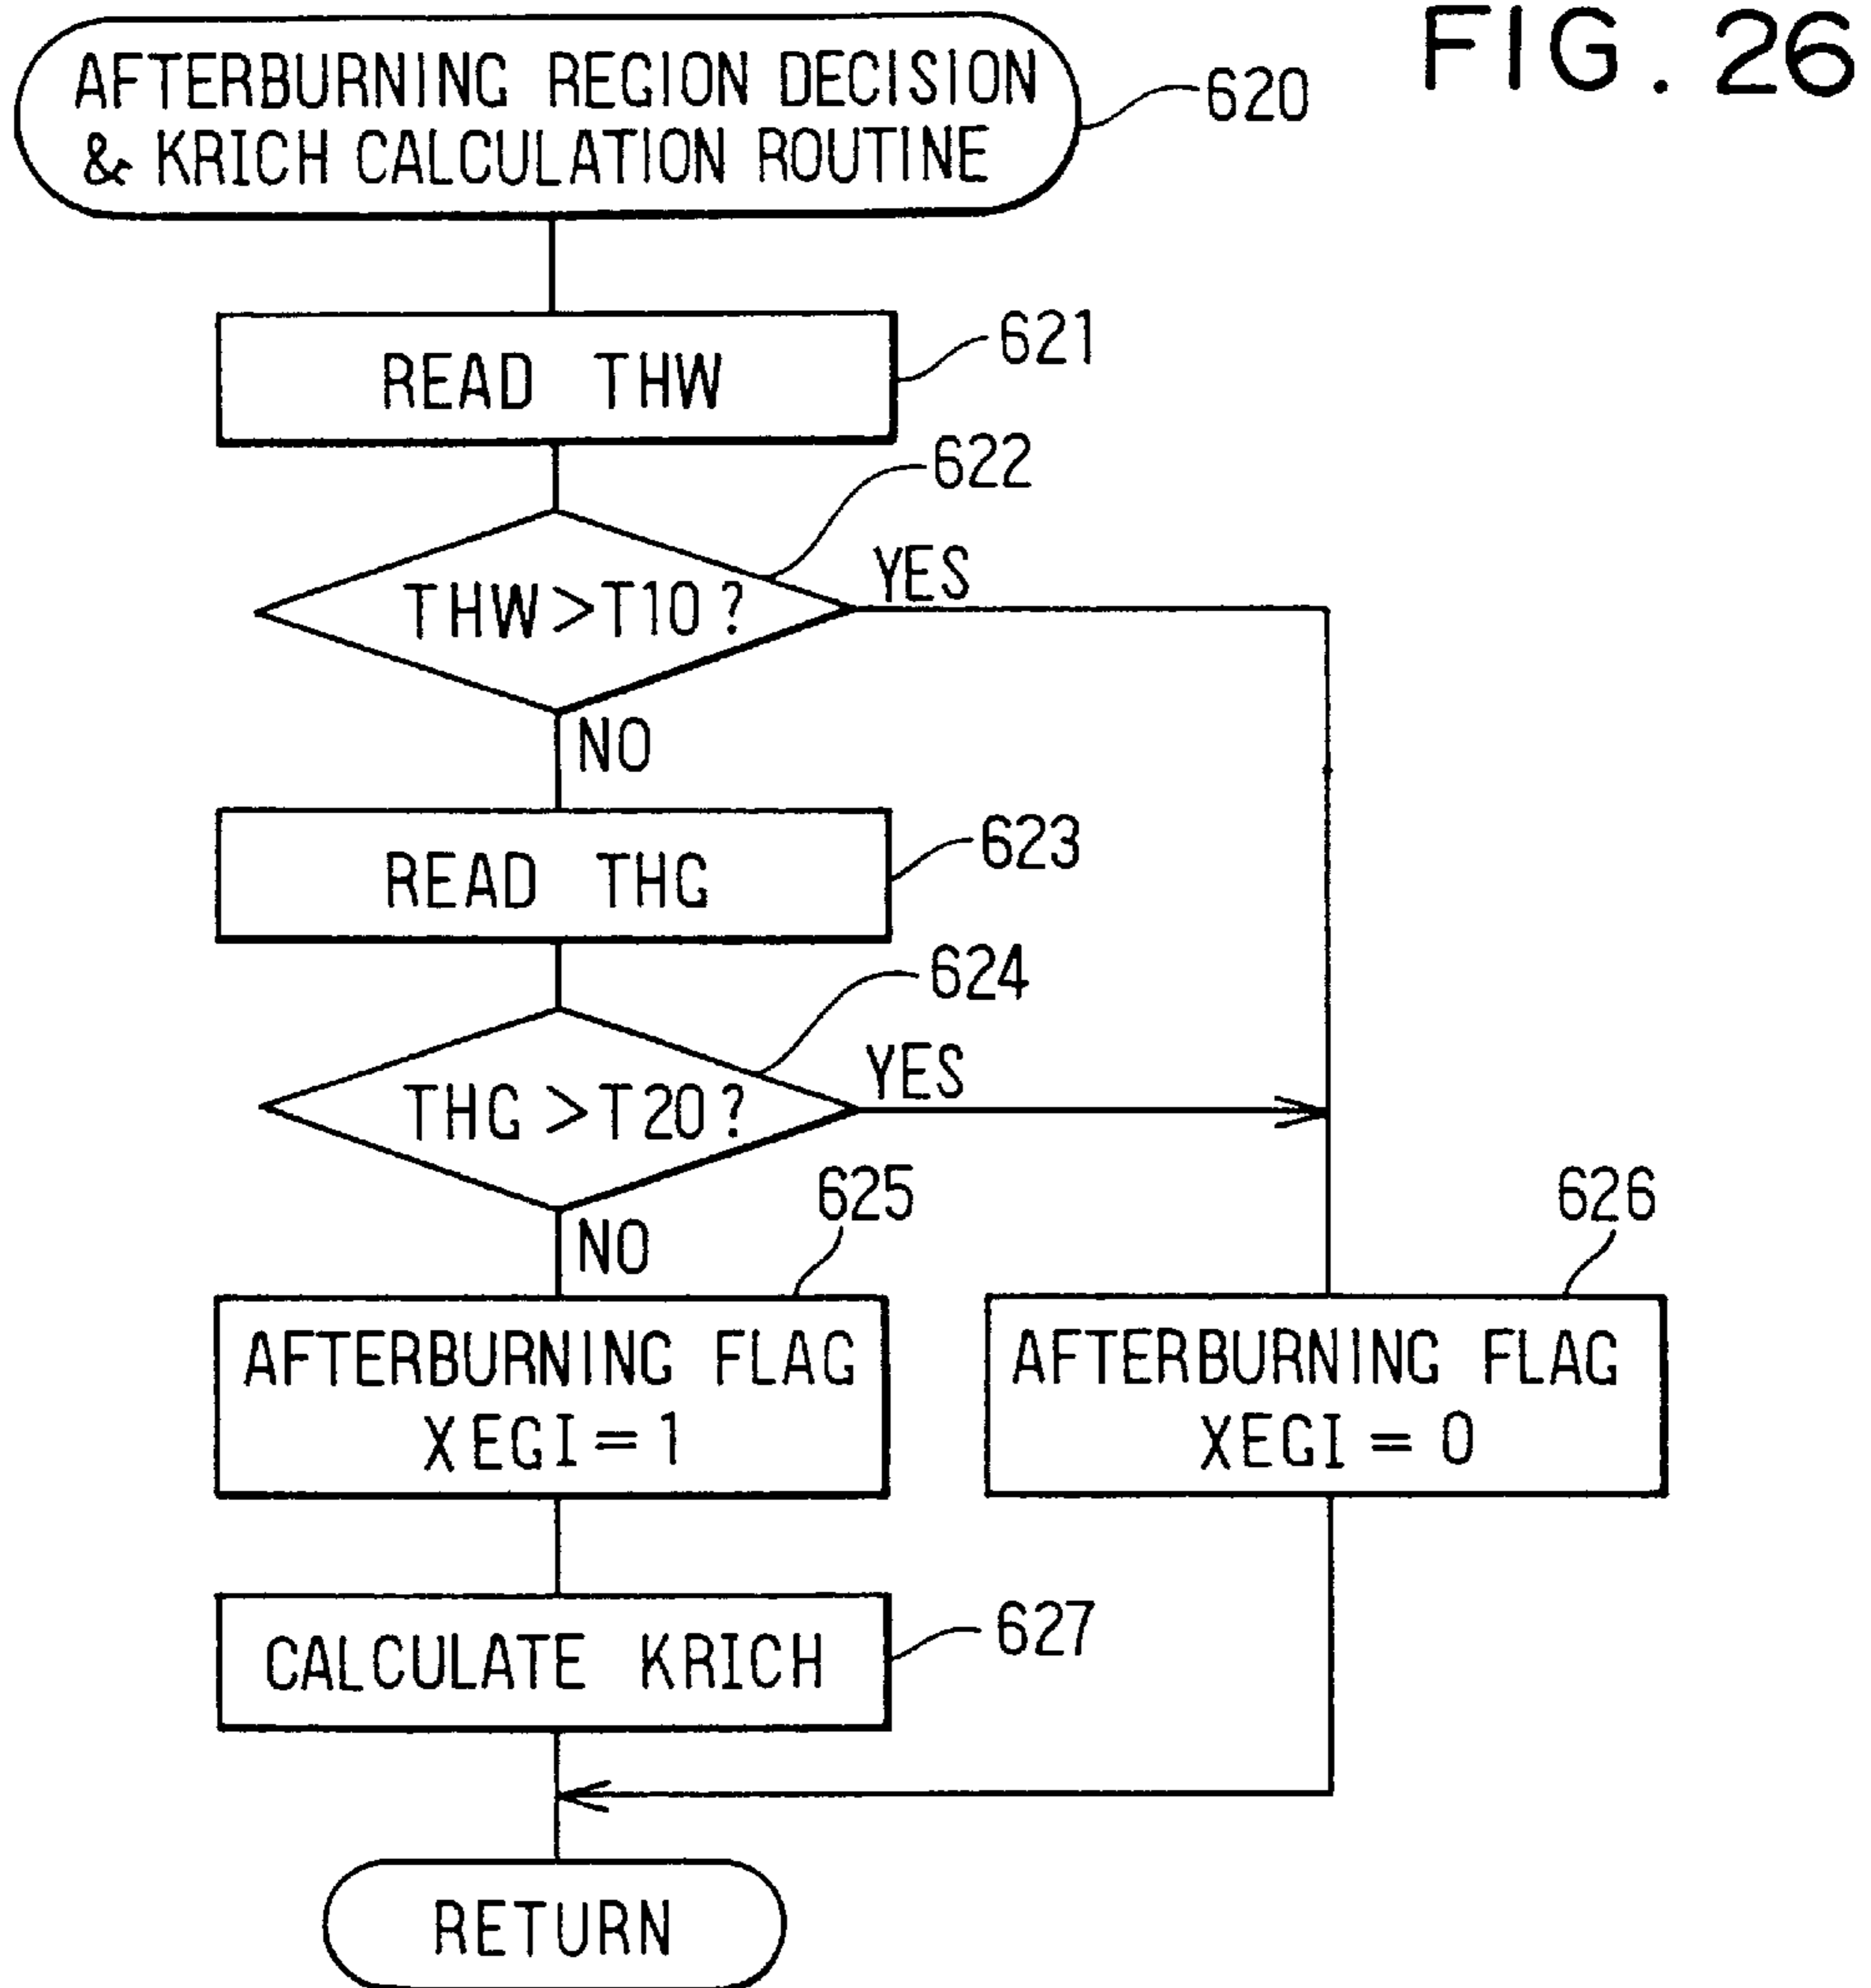 FIG. 26
AFTERBURNING REGION DECISION
& KRICH CALCULATION ROUTINE
620
READ THW
621
622
THW>T10?
YES
NO
READ THG
623
624
THG>T20?
YES
NO
625
626
AFTERBURNING FLAG
XEGI=1
AFTERBURNING FLAG
XEGI=0
CALCULATE KRICH
627
RETURN